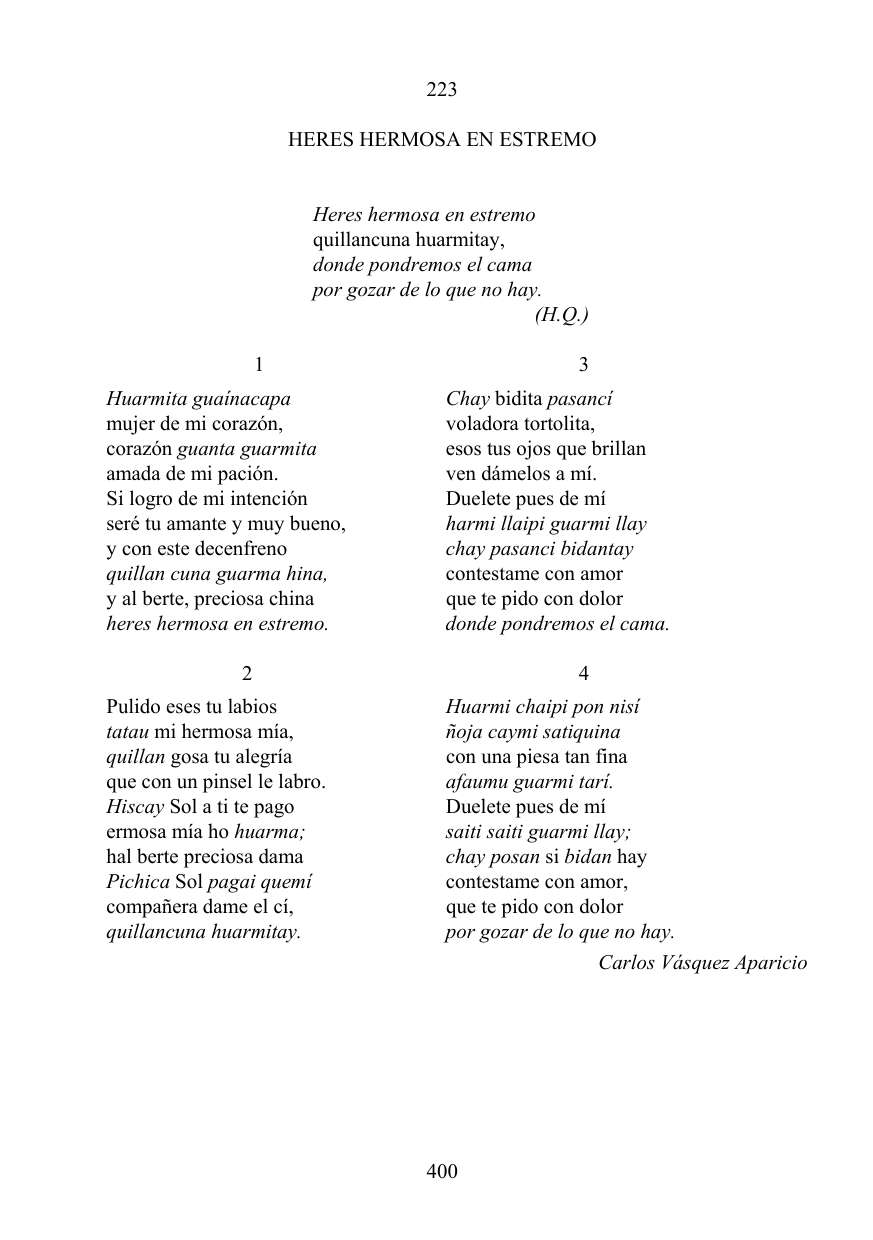 223
HERES HERMOSA EN ESTREMO
Heres hermosa en estremo
quillancuna huarmitay,
donde pondremos el cama
por gozar de lo que no hay.
(H.Q.)
1
Huarmita guaínacapa
mujer de mi corazón,
corazón guanta guarmita
amada de mi pación.
Si logro de mi intención
seré tu amante y muy bueno,
y con este decenfreno
quillan cuna guarma hina,
y al berte, preciosa china
heres hermosa en estremo.
2
Pulido eses tu labios
tatau mi hermosa mía,
quillan gosa tu alegría
que con un pinsel le labro.
Hiscay Sol a ti te pago
ermosa mía ho huarma;
hal berte preciosa dama
Pichica Sol pagai quemí
compañera dame el cí,
quillancuna huarmitay.
3
Chay bidita pasancí
voladora tortolita,
esos tus ojos que brillan
ven dámelos a mí.
Duelete pues de mí
harmi llaipi guarmi llay
chay pasanci bidantay
contestame con amor
que te pido con dolor
donde pondremos el cama.
4
Huarmi chaipi pon nisí
ñoja caymi satiquina
con una piesa tan fina
afaumu guarmi tarí.
Duelete pues de mí
saiti saiti guarmi llay;
chay posan si bidan hay
contestame con amor,
que te pido con dolor
por gozar de lo que no hay.
Carlos Vásquez Aparicio
400